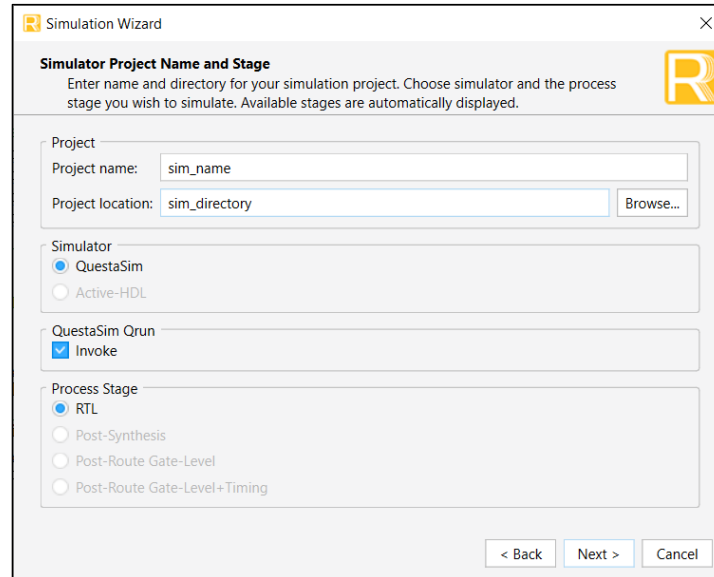 Simulation Wizard
Simulator Project Name and Stage
Enter name and directory for your simulation project. Choose simulator and the process
stage you wish to simulate. Available stages are automatically displayed.
Project
Project name: sim_name
Project location: sim_directory Browse...
Simulator
QuestaSim
Active-HDL
QuestaSim Qrun
Invoke
Process Stage
RTL
Post-Synthesis
Post-Route Gate-Level
Post-Route Gate-Level+Timing
< Back Next > Cancel